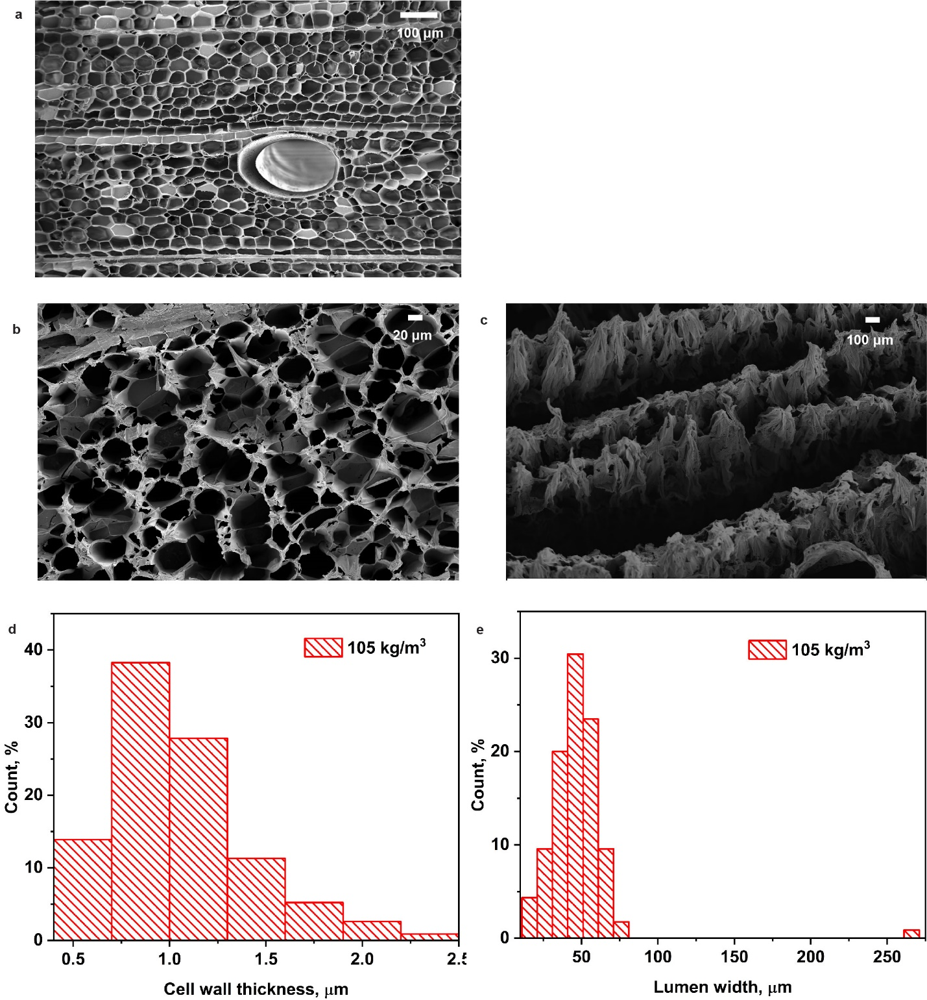 a
100 μm
b
20 μm
c
100 μm
d
105 kg/m³
40
30
20
10
0
Count, %
0.5 1.0 1.5 2.0 2.5
Cell wall thickness, μm
e
105 kg/m³
30
20
10
0
Count, %
50 100 150 200 250
Lumen width, μm